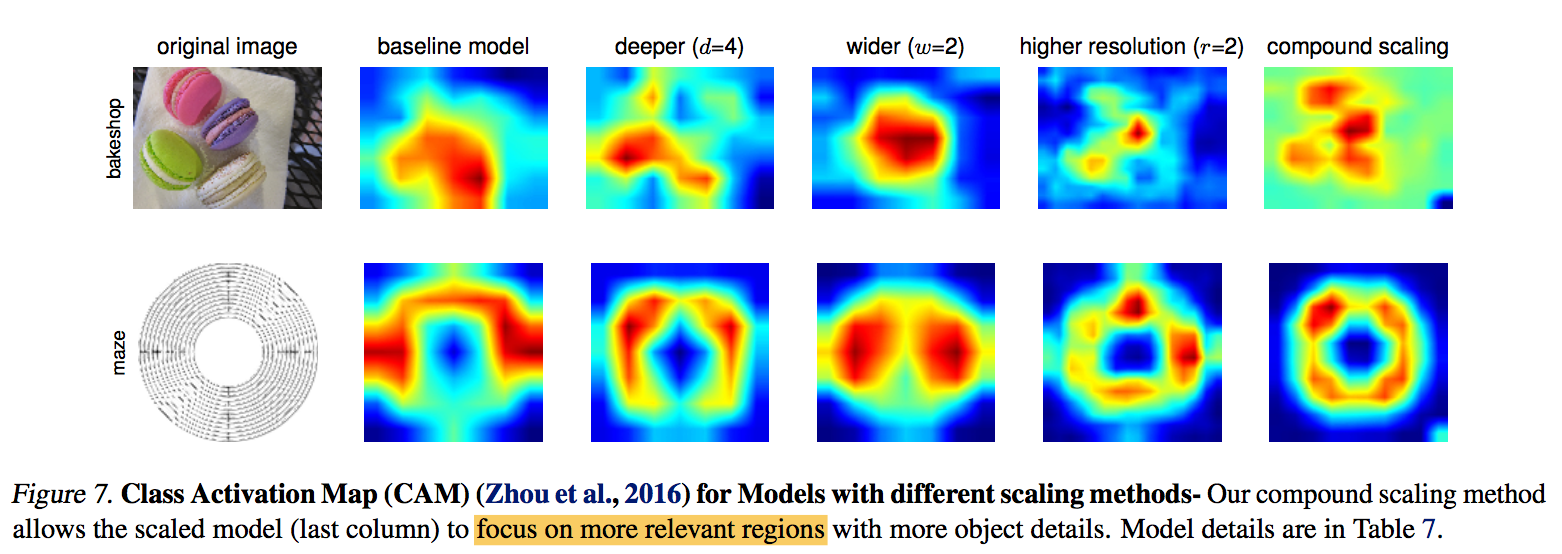 original image baseline model deeper (d=4) wider (w=2) higher resolution (r=2) compound scaling
bakeshop
maze
Figure 7. Class Activation Map (CAM) (Zhou et al., 2016) for Models with different scaling methods- Our compound scaling method
allows the scaled model (last column) to focus on more relevant regions with more object details. Model details are in Table 7.